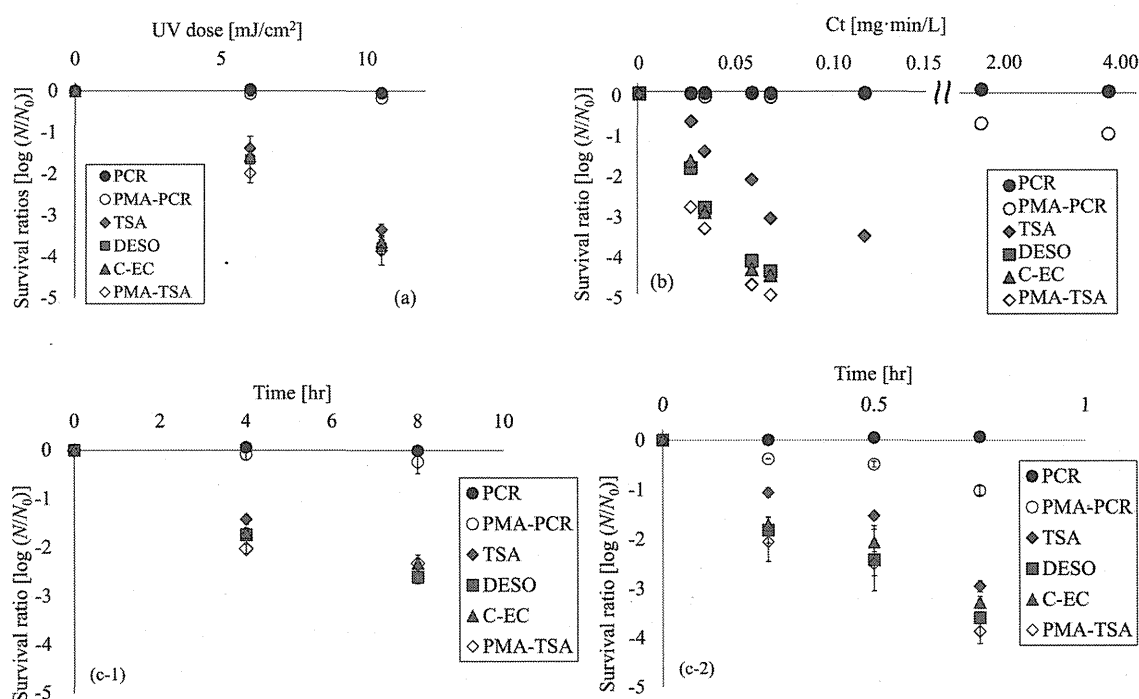 UV dose [mJ/cm²]
0 5 10
Survival ratios [log (N/N₀)]
0
-1
-2
-3
-4
-5
PCR
PMA-PCR
TSA
DESO
C-EC
PMA-TSA
(a)
Ct [mg·min/L]
0 0.05 0.10 0.15 2.00 4.00
Survival ratio [log (N/N₀)]
0
-1
-2
-3
-4
-5
PCR
PMA-PCR
TSA
DESO
C-EC
PMA-TSA
(b)
Time [hr]
0 2 4 6 8 10
Survival ratio [log (N/N₀)]
0
-1
-2
-3
-4
-5
PCR
PMA-PCR
TSA
DESO
C-EC
PMA-TSA
(c-1)
Time [hr]
0 0.5 1
Survival ratio [log (N/N₀)]
0
-1
-2
-3
-4
-5
PCR
PMA-PCR
TSA
DESO
C-EC
PMA-TSA
(c-2)